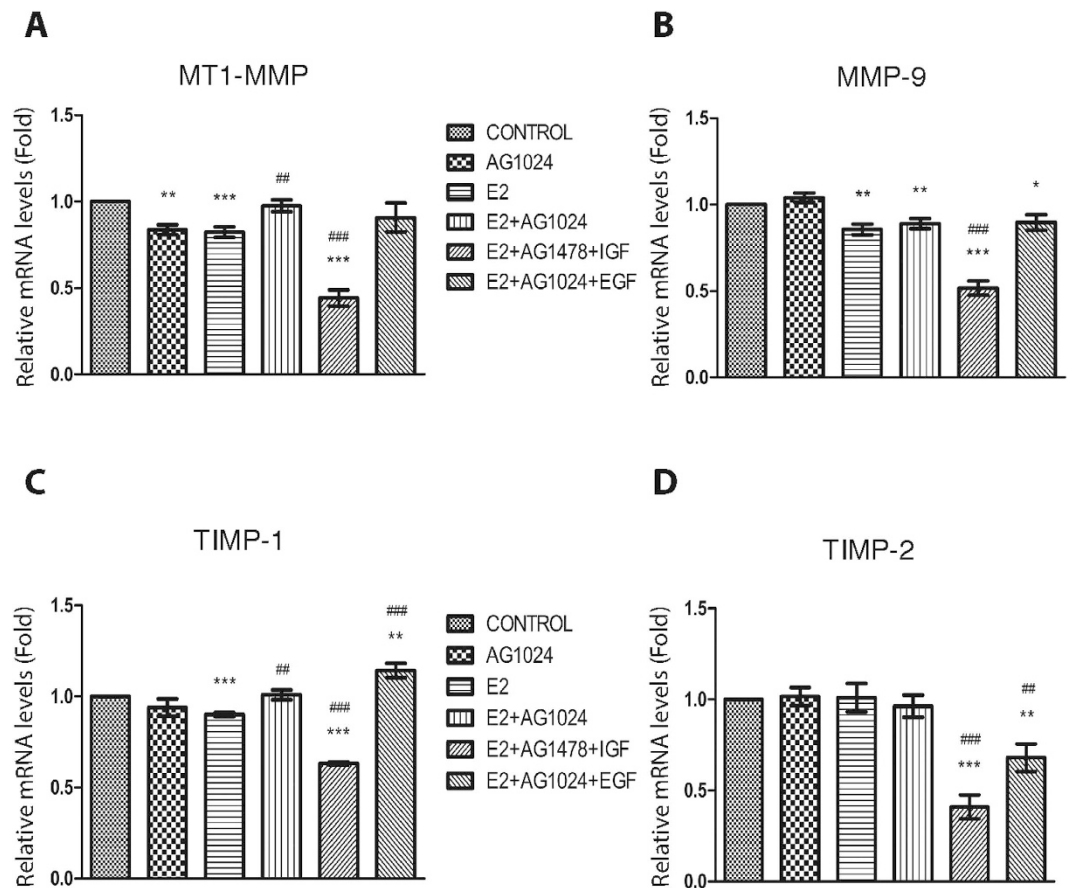 A
MT1-MMP
Relative mRNA levels (Fold)
1.5
1.0
0.5
0.0
**
***
##
###
***
CONTROL
AG1024
E2
E2+AG1024
E2+AG1478+IGF
E2+AG1024+EGF
B
MMP-9
Relative mRNA levels (Fold)
1.5
1.0
0.5
0.0
**
**
###
***
*
C
TIMP-1
Relative mRNA levels (Fold)
1.5
1.0
0.5
0.0
***
##
###
***
###
**
CONTROL
AG1024
E2
E2+AG1024
E2+AG1478+IGF
E2+AG1024+EGF
D
TIMP-2
Relative mRNA levels (Fold)
1.5
1.0
0.5
0.0
###
***
##
**